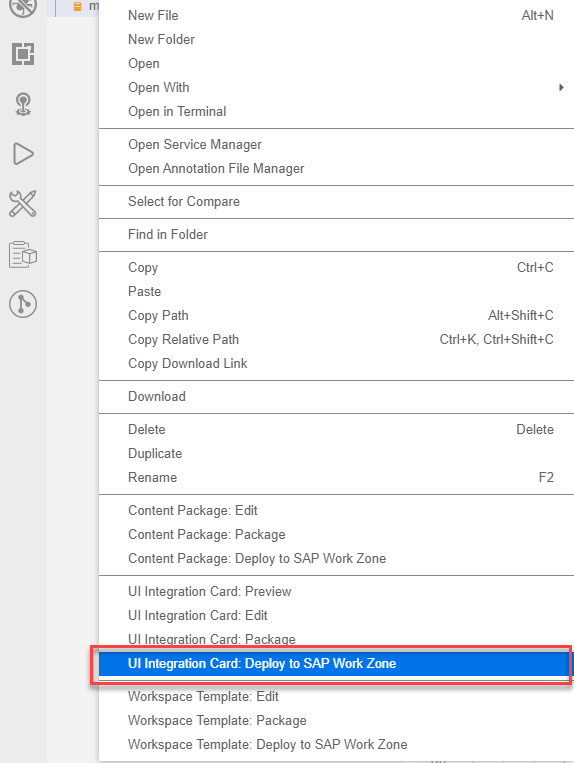 m
New File Alt+N
New Folder
Open
Open With
Open in Terminal
Open Service Manager
Open Annotation File Manager
Select for Compare
Find in Folder
Copy Ctrl+C
Paste
Copy Path Alt+Shift+C
Copy Relative Path Ctrl+K, Ctrl+Shift+C
Copy Download Link
Download
Delete Delete
Duplicate
Rename F2
Content Package: Edit
Content Package: Package
Content Package: Deploy to SAP Work Zone
UI Integration Card: Preview
UI Integration Card: Edit
UI Integration Card: Package
UI Integration Card: Deploy to SAP Work Zone
Workspace Template: Edit
Workspace Template: Package
Workspace Template: Deploy to SAP Work Zone